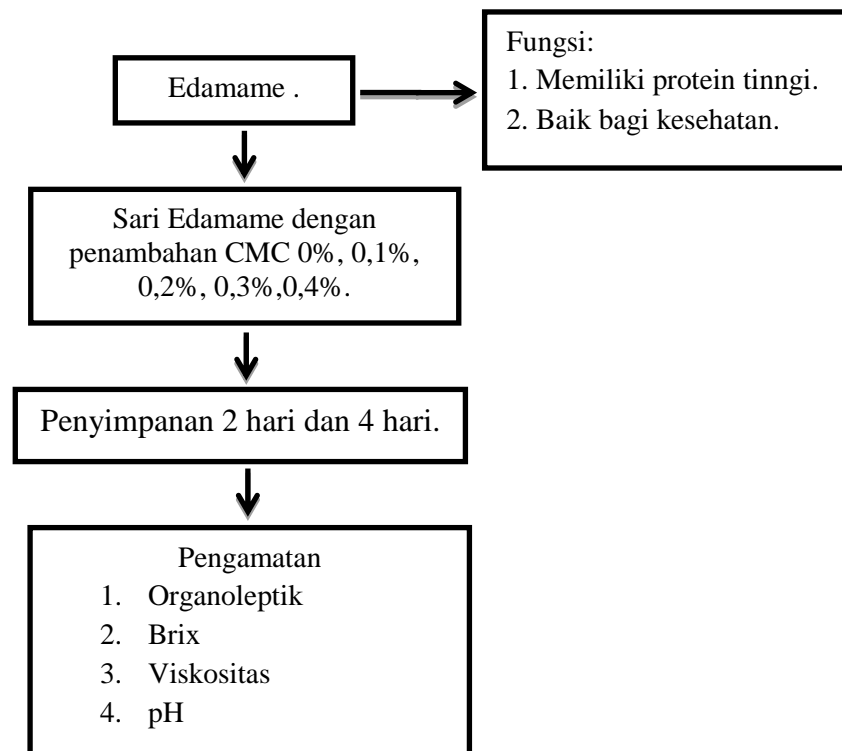 Edamame .
Fungsi:
1. Memiliki protein tinngi.
2. Baik bagi kesehatan.
Sari Edamame dengan
penambahan CMC 0%, 0,1%,
0,2%, 0,3%,0,4%.
Penyimpanan 2 hari dan 4 hari.
Pengamatan
1. Organoleptik
2. Brix
3. Viskositas
4. pH